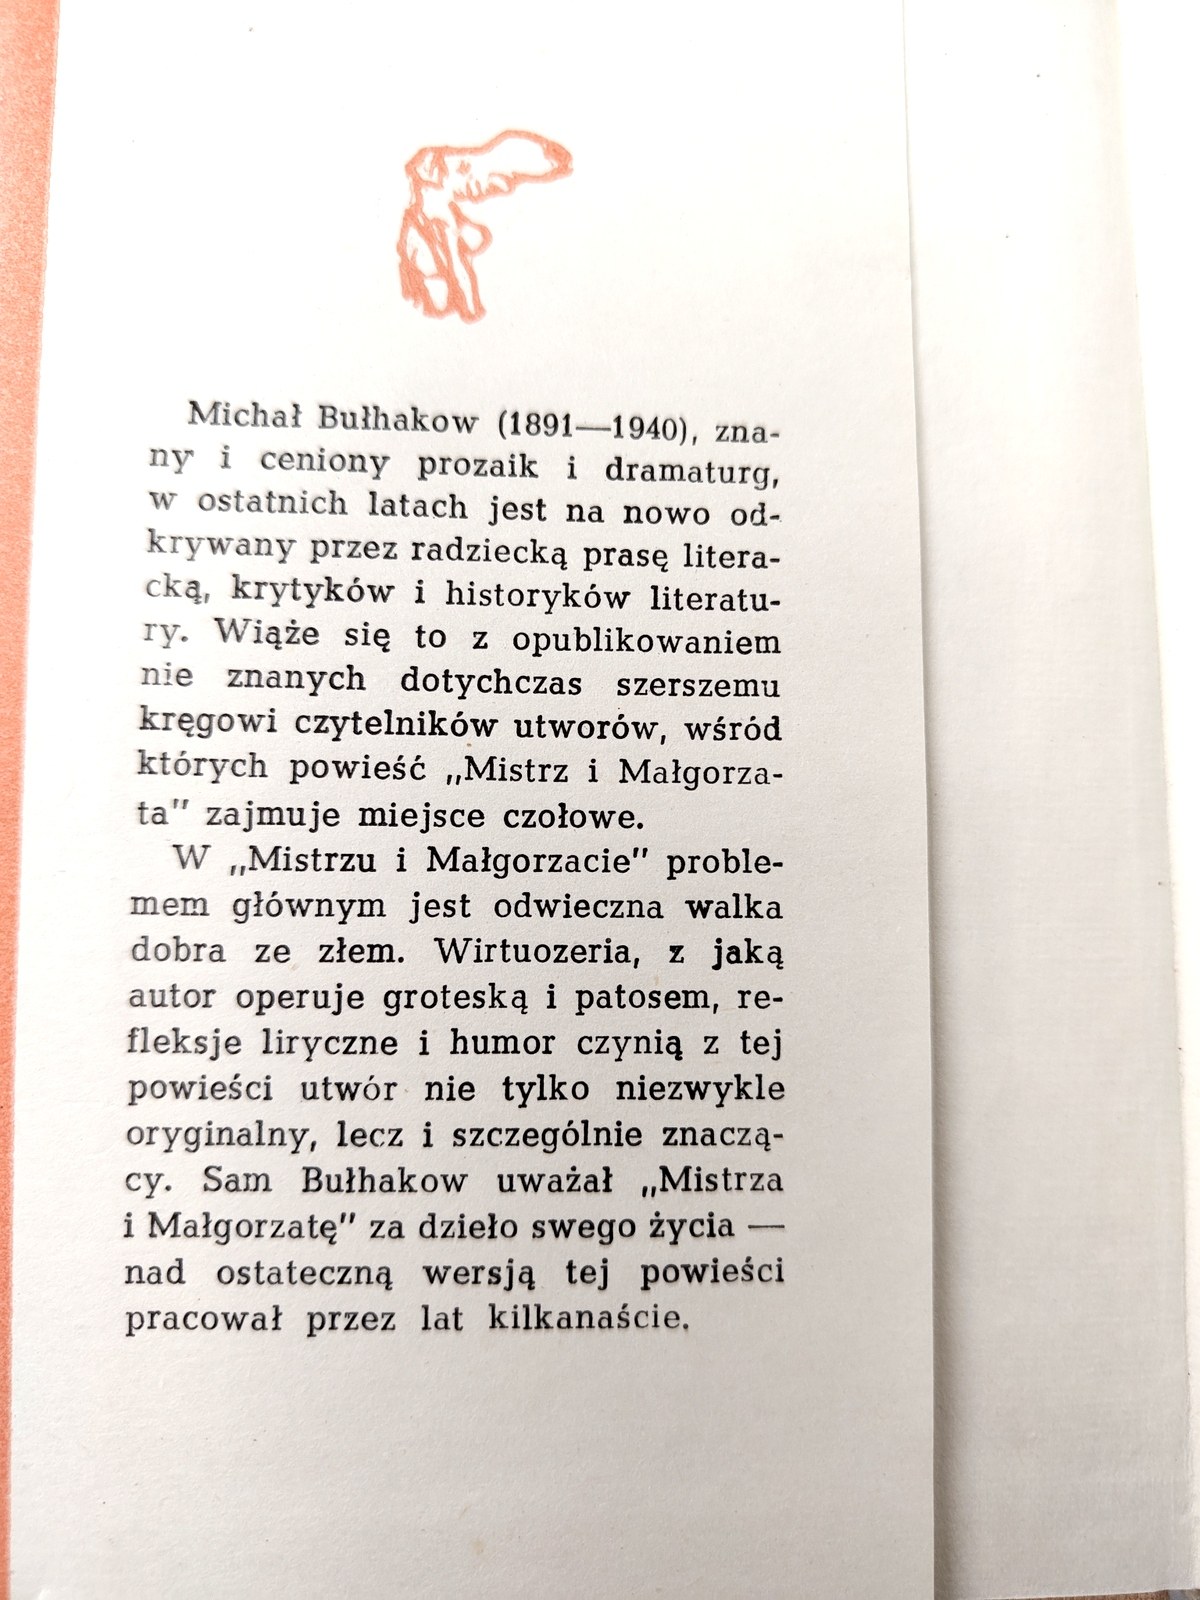 Michał Bułhakow (1891—1940), zna-
ny i ceniony prozaik i dramaturg,
w ostatnich latach jest na nowo od-
krywany przez radziecką prasę litera-
cką, krytyków i historyków literatu-
ry. Wiąże się to z opublikowaniem
nie znanych dotychczas szerszemu
kręgowi czytelników utworów, wśród
których powieść „Mistrz i Małgorza-
ta" zajmuje miejsce czołowe.
W „Mistrzu i Małgorzacie" proble-
mem głównym jest odwieczna walka
dobra ze złem. Wirtuozeria, z jaką
autor operuje groteską i patosem, re-
fleksje liryczne i humor czynią z tej
powieści utwór nie tylko niezwykle
oryginalny, lecz i szczególnie znaczą-
cy. Sam Bułhakow uważał „Mistrza
i Małgorzatę" za dzieło swego życia —
nad ostateczną wersją tej powieści
pracował przez lat kilkanaście.